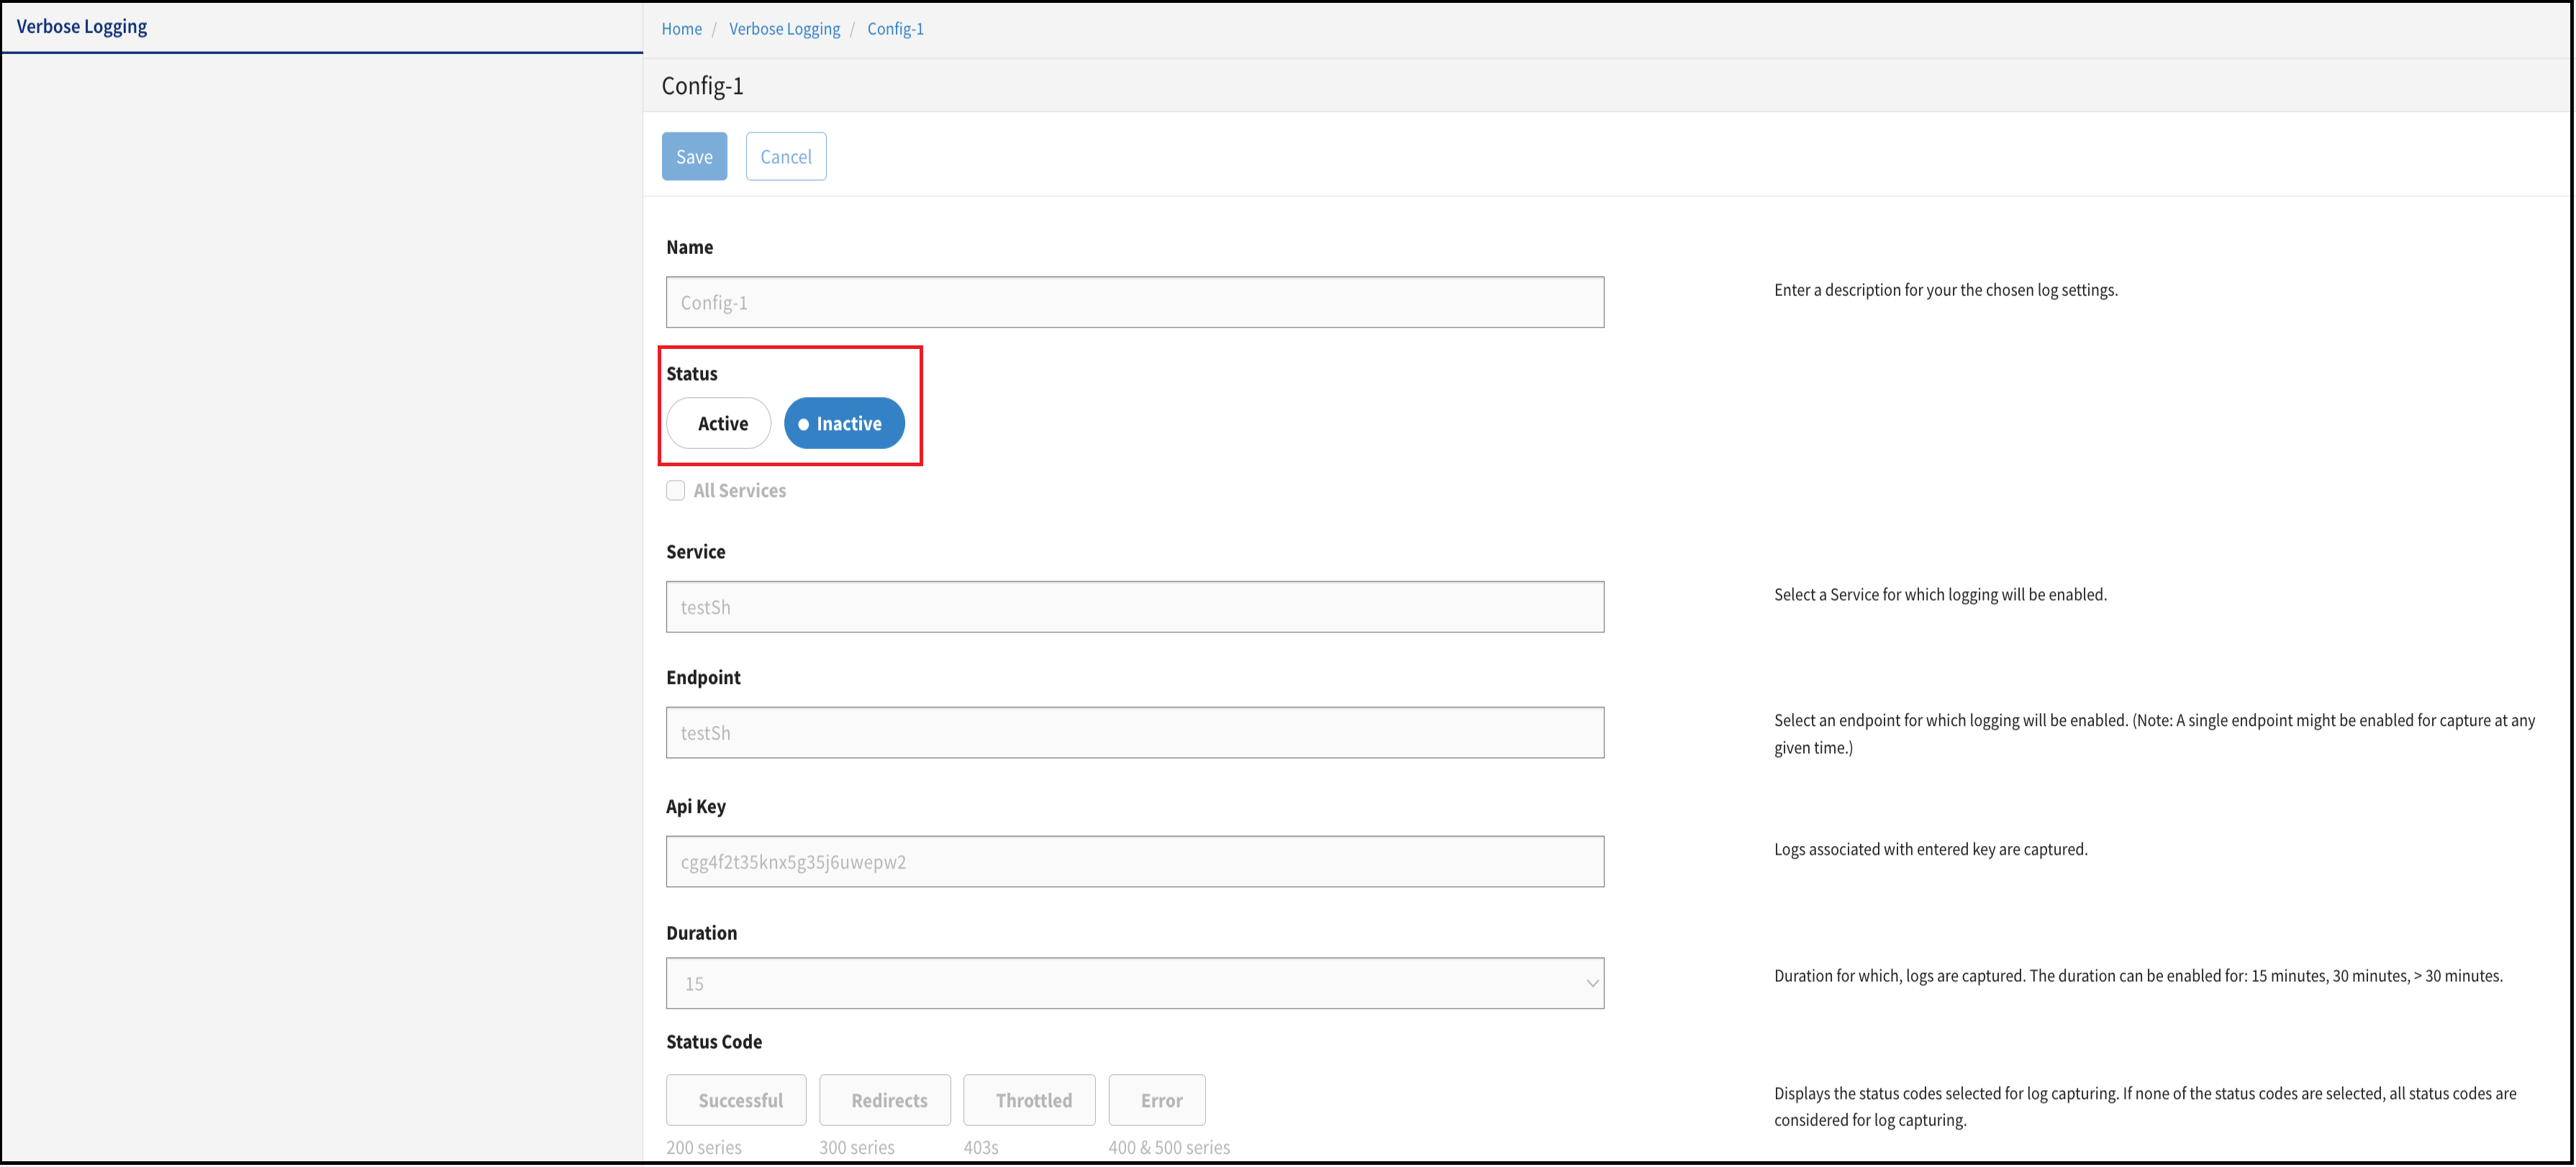 Verbose Logging
Home / Verbose Logging / Config-1
Config-1
Save Cancel
Name
Config-1
Enter a description for your the chosen log settings.
Status
Active Inactive
All Services
Service
testSh
Select a Service for which logging will be enabled.
Endpoint
testSh
Select an endpoint for which logging will be enabled. (Note: A single endpoint might be enabled for capture at any
given time.)
Api Key
cgg4f2t35knx5g35j6uwepw2
Logs associated with entered key are captured.
Duration
15
Duration for which, logs are captured. The duration can be enabled for: 15 minutes, 30 minutes, > 30 minutes.
Status Code
Successful Redirects Throttled Error
200 series 300 series 403s 400 & 500 series
Displays the status codes selected for log capturing. If none of the status codes are selected, all status codes are
considered for log capturing.